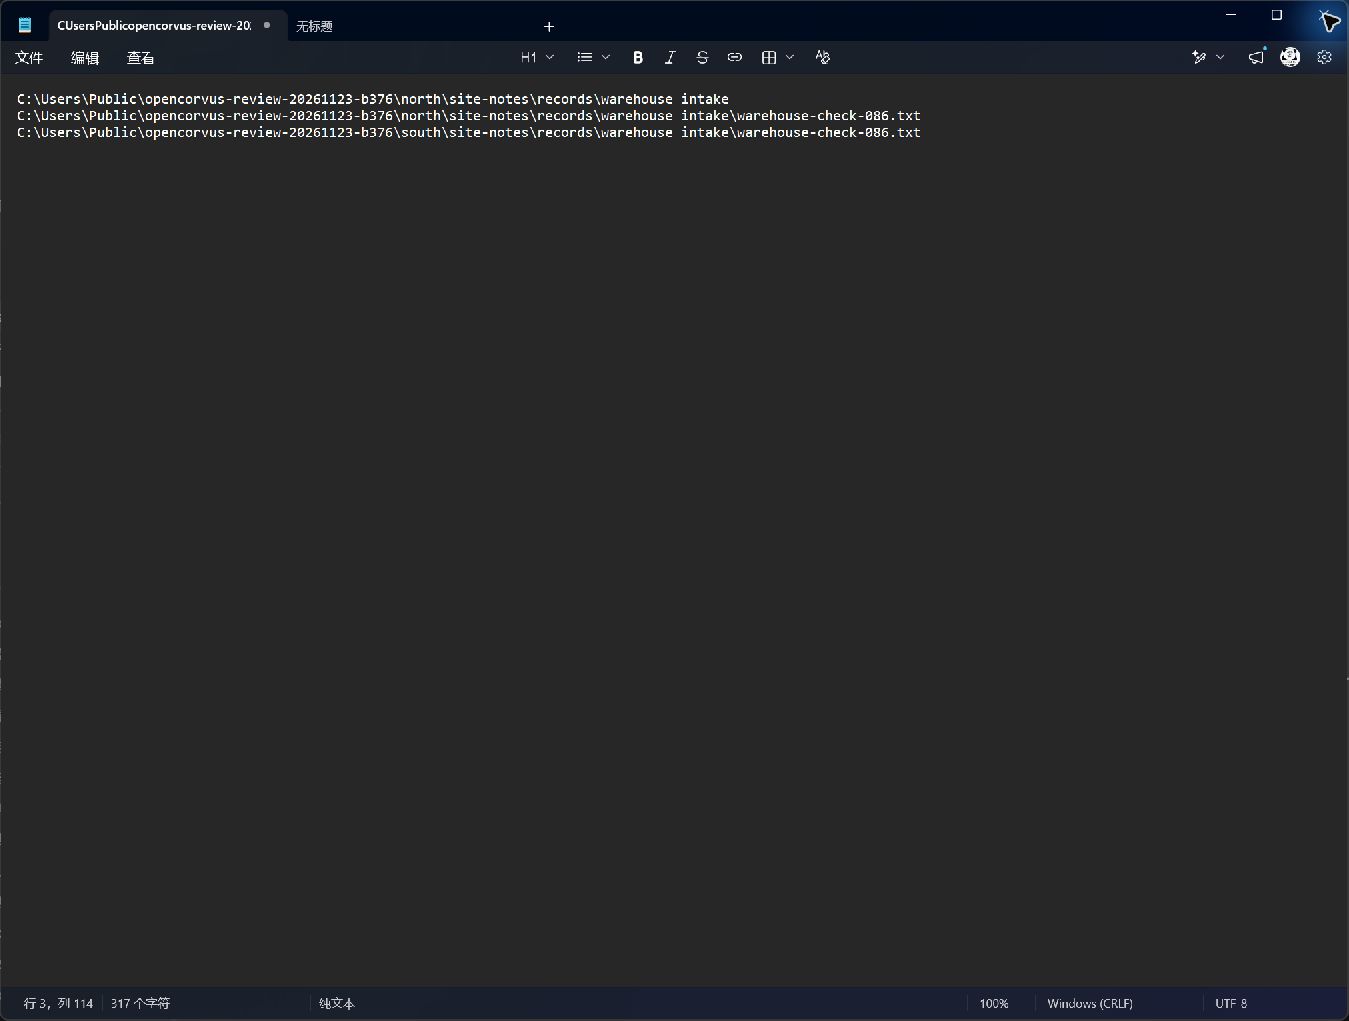 CUsersPublicopencorvus-review-20
无标题
文件 编辑 查看 H1
C:\Users\Public\opencorvus-review-20261123-b376\north\site-notes\records\warehouse intake
C:\Users\Public\opencorvus-review-20261123-b376\north\site-notes\records\warehouse intake\warehouse-check-086.txt
C:\Users\Public\opencorvus-review-20261123-b376\south\site-notes\records\warehouse intake\warehouse-check-086.txt
行 3，列 114 317 个字符 纯文本 100% Windows (CRLF) UTF 8